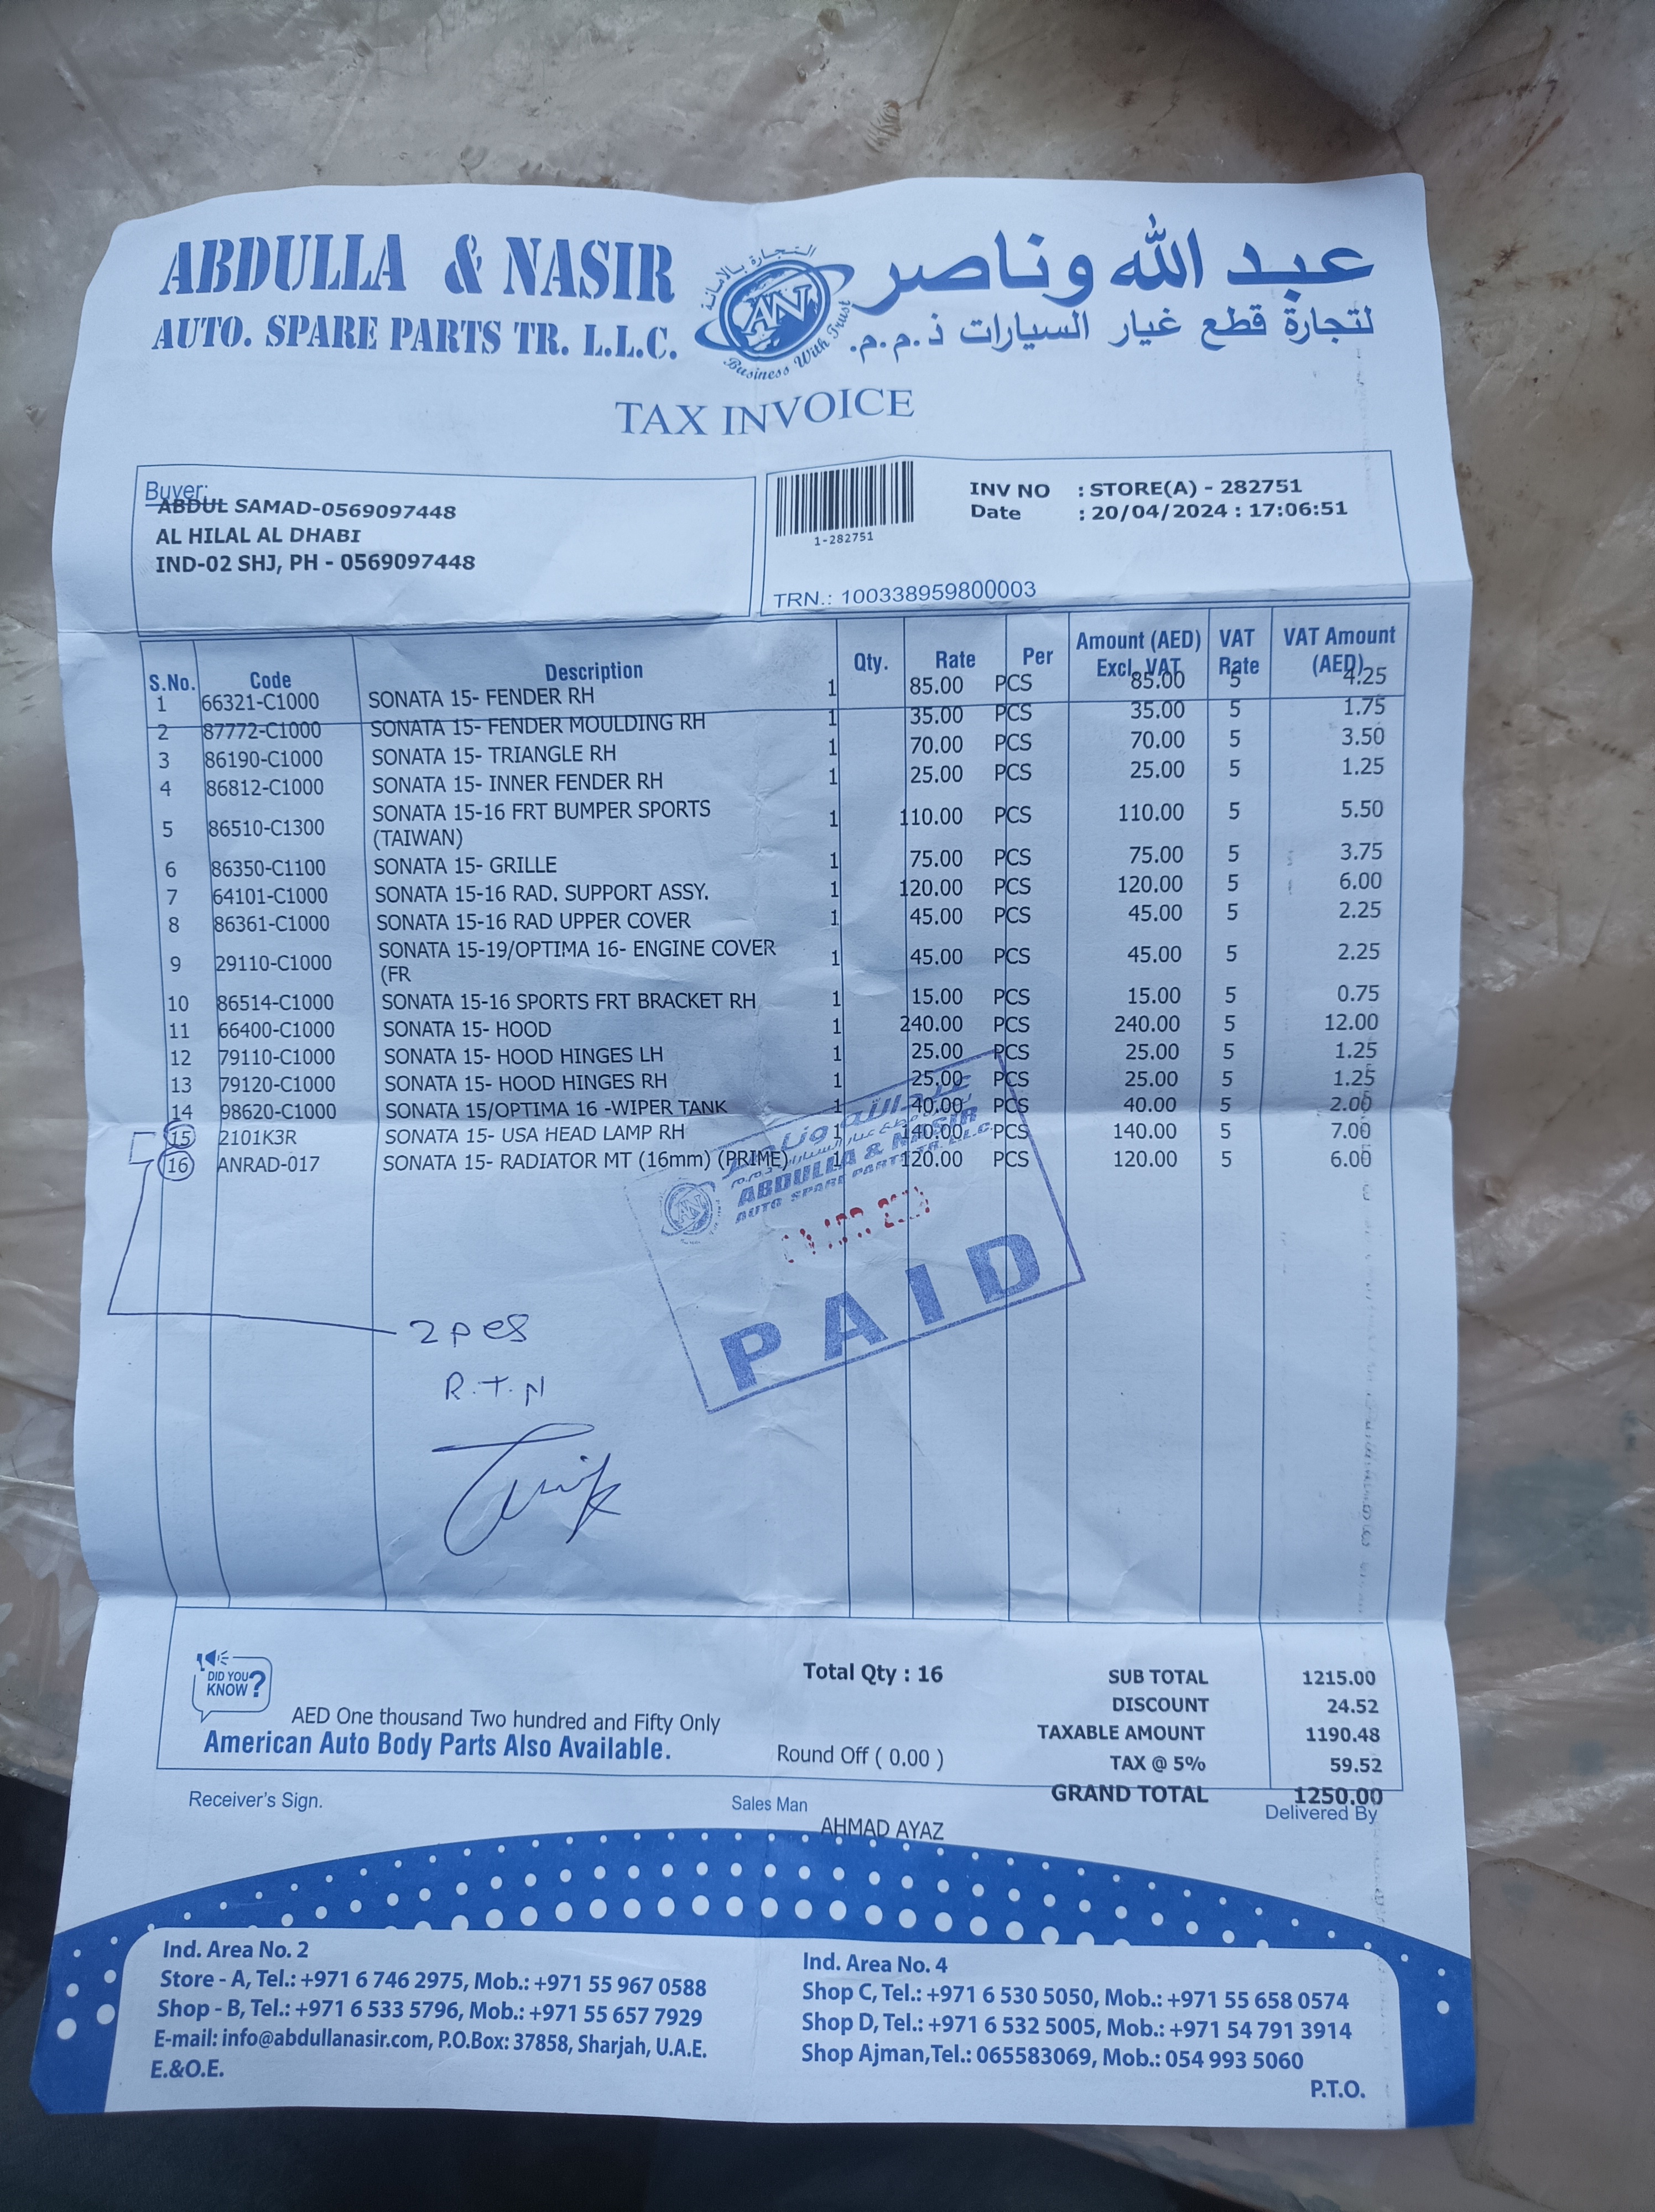 ABDULLA & NASIR
AUTO. SPARE PARTS TR. L.L.C.
التجارة بالامانة
AN
Business With Trust
عبد الله وناصر
لتجارة قطع غيار السيارات ذ.م.م.
TAX INVOICE
Buyer:
ABDUL SAMAD-0569097448
AL HILAL AL DHABI
IND-02 SHJ, PH - 0569097448
1-282751
INV NO : STORE(A) - 282751
Date : 20/04/2024 : 17:06:51
TRN.: 100338959800003
S.No. Code Description Qty. Rate Per Amount (AED) Excl. VAT VAT Rate VAT Amount (AED)
1 66321-C1000 SONATA 15- FENDER RH 1 85.00 PCS 85.00 5 4.25
2 87772-C1000 SONATA 15- FENDER MOULDING RH 1 35.00 PCS 35.00 5 1.75
3 86190-C1000 SONATA 15- TRIANGLE RH 1 70.00 PCS 70.00 5 3.50
4 86812-C1000 SONATA 15- INNER FENDER RH 1 25.00 PCS 25.00 5 1.25
5 86510-C1300 SONATA 15-16 FRT BUMPER SPORTS 1 110.00 PCS 110.00 5 5.50
(TAIWAN)
6 86350-C1100 SONATA 15- GRILLE 1 75.00 PCS 75.00 5 3.75
7 64101-C1000 SONATA 15-16 RAD. SUPPORT ASSY. 1 120.00 PCS 120.00 5 6.00
8 86361-C1000 SONATA 15-16 RAD UPPER COVER 1 45.00 PCS 45.00 5 2.25
9 29110-C1000 SONATA 15-19/OPTIMA 16- ENGINE COVER 1 45.00 PCS 45.00 5 2.25
(FR
10 86514-C1000 SONATA 15-16 SPORTS FRT BRACKET RH 1 15.00 PCS 15.00 5 0.75
11 66400-C1000 SONATA 15- HOOD 1 240.00 PCS 240.00 5 12.00
12 79110-C1000 SONATA 15- HOOD HINGES LH 1 25.00 PCS 25.00 5 1.25
13 79120-C1000 SONATA 15- HOOD HINGES RH 1 25.00 PCS 25.00 5 1.25
14 98620-C1000 SONATA 15/OPTIMA 16 -WIPER TANK 1 40.00 PCS 40.00 5 2.00
15 2101K3R SONATA 15- USA HEAD LAMP RH 1 140.00 PCS 140.00 5 7.00
16 ANRAD-017 SONATA 15- RADIATOR MT (16mm) (PRIME) 1 120.00 PCS 120.00 5 6.00
عبدالله وناصر
ABDULLA & NASIR
AUTO SPARE PARTS TR. L.L.C.
PAID
2 pes
R.T.N
DID YOU KNOW?
Total Qty : 16
SUB TOTAL 1215.00
DISCOUNT 24.52
AED One thousand Two hundred and Fifty Only
TAXABLE AMOUNT 1190.48
American Auto Body Parts Also Available.
Round Off ( 0.00 )
TAX @ 5% 59.52
GRAND TOTAL 1250.00
Receiver's Sign.
Sales Man
AHMAD AYAZ
Delivered By
Ind. Area No. 2
Store - A, Tel.: +971 6 746 2975, Mob.: +971 55 967 0588
Shop - B, Tel.: +971 6 533 5796, Mob.: +971 55 657 7929
E-mail: info@abdullanasir.com, P.O.Box: 37858, Sharjah, U.A.E.
E.&O.E.
Ind. Area No. 4
Shop C, Tel.: +971 6 530 5050, Mob.: +971 55 658 0574
Shop D, Tel.: +971 6 532 5005, Mob.: +971 54 791 3914
Shop Ajman,Tel.: 065583069, Mob.: 054 993 5060
P.T.O.